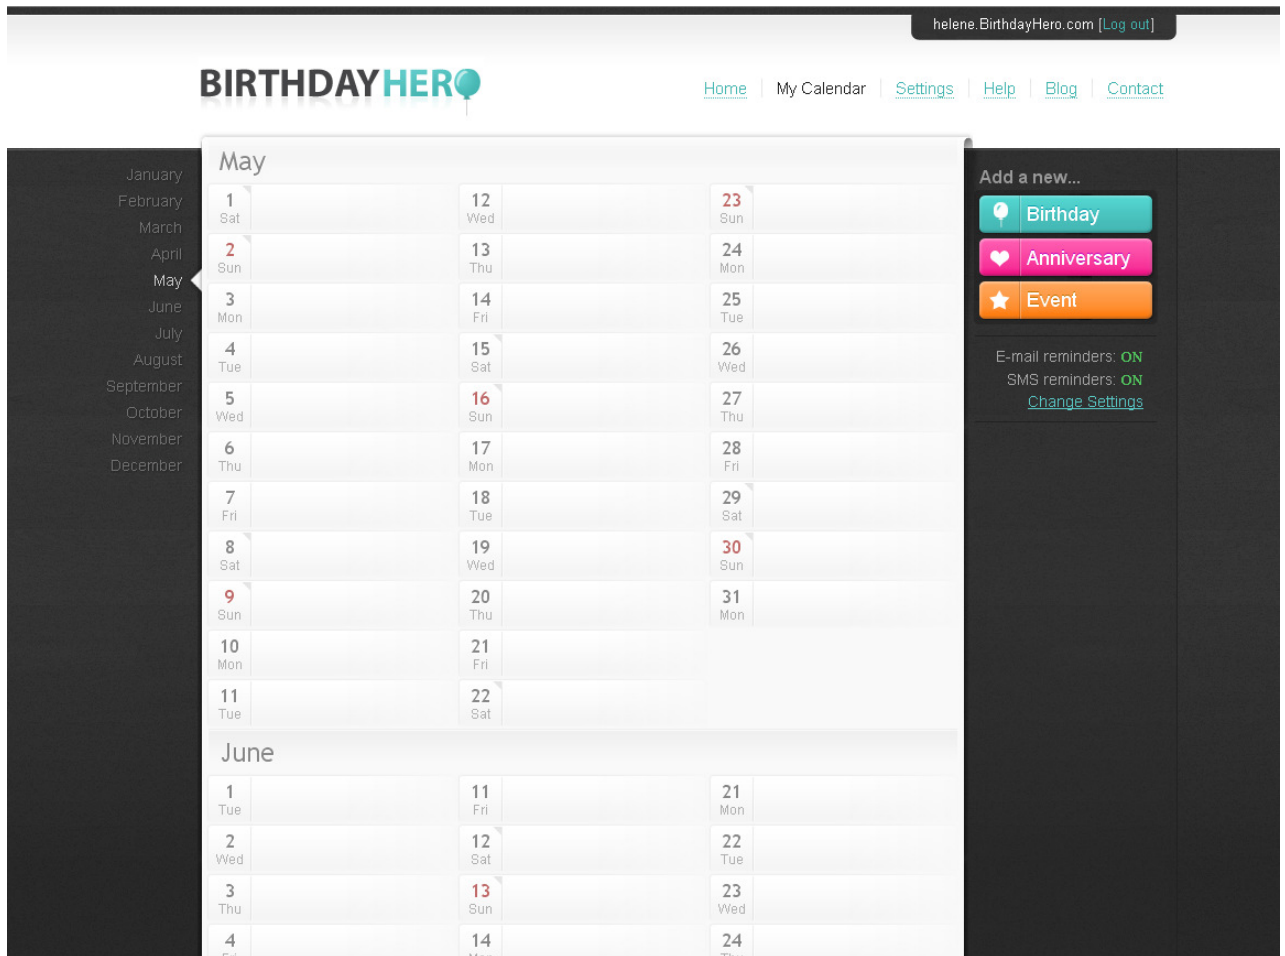 helene.BirthdayHero.com [Log out]
BIRTHDAYHERO
Home My Calendar Settings Help Blog Contact
January
February
March
April
May
June
July
August
September
October
November
December
May
1
Sat
2
Sun
3
Mon
4
Tue
5
Wed
6
Thu
7
Fri
8
Sat
9
Sun
10
Mon
11
Tue
12
Wed
13
Thu
14
Fri
15
Sat
16
Sun
17
Mon
18
Tue
19
Wed
20
Thu
21
Fri
22
Sat
23
Sun
24
Mon
25
Tue
26
Wed
27
Thu
28
Fri
29
Sat
30
Sun
31
Mon
June
1
Tue
2
Wed
3
Thu
4
Fri
11
Fri
12
Sat
13
Sun
14
Mon
21
Mon
22
Tue
23
Wed
24
Thu
Add a new...
Birthday
Anniversary
Event
E-mail reminders: ON
SMS reminders: ON
Change Settings